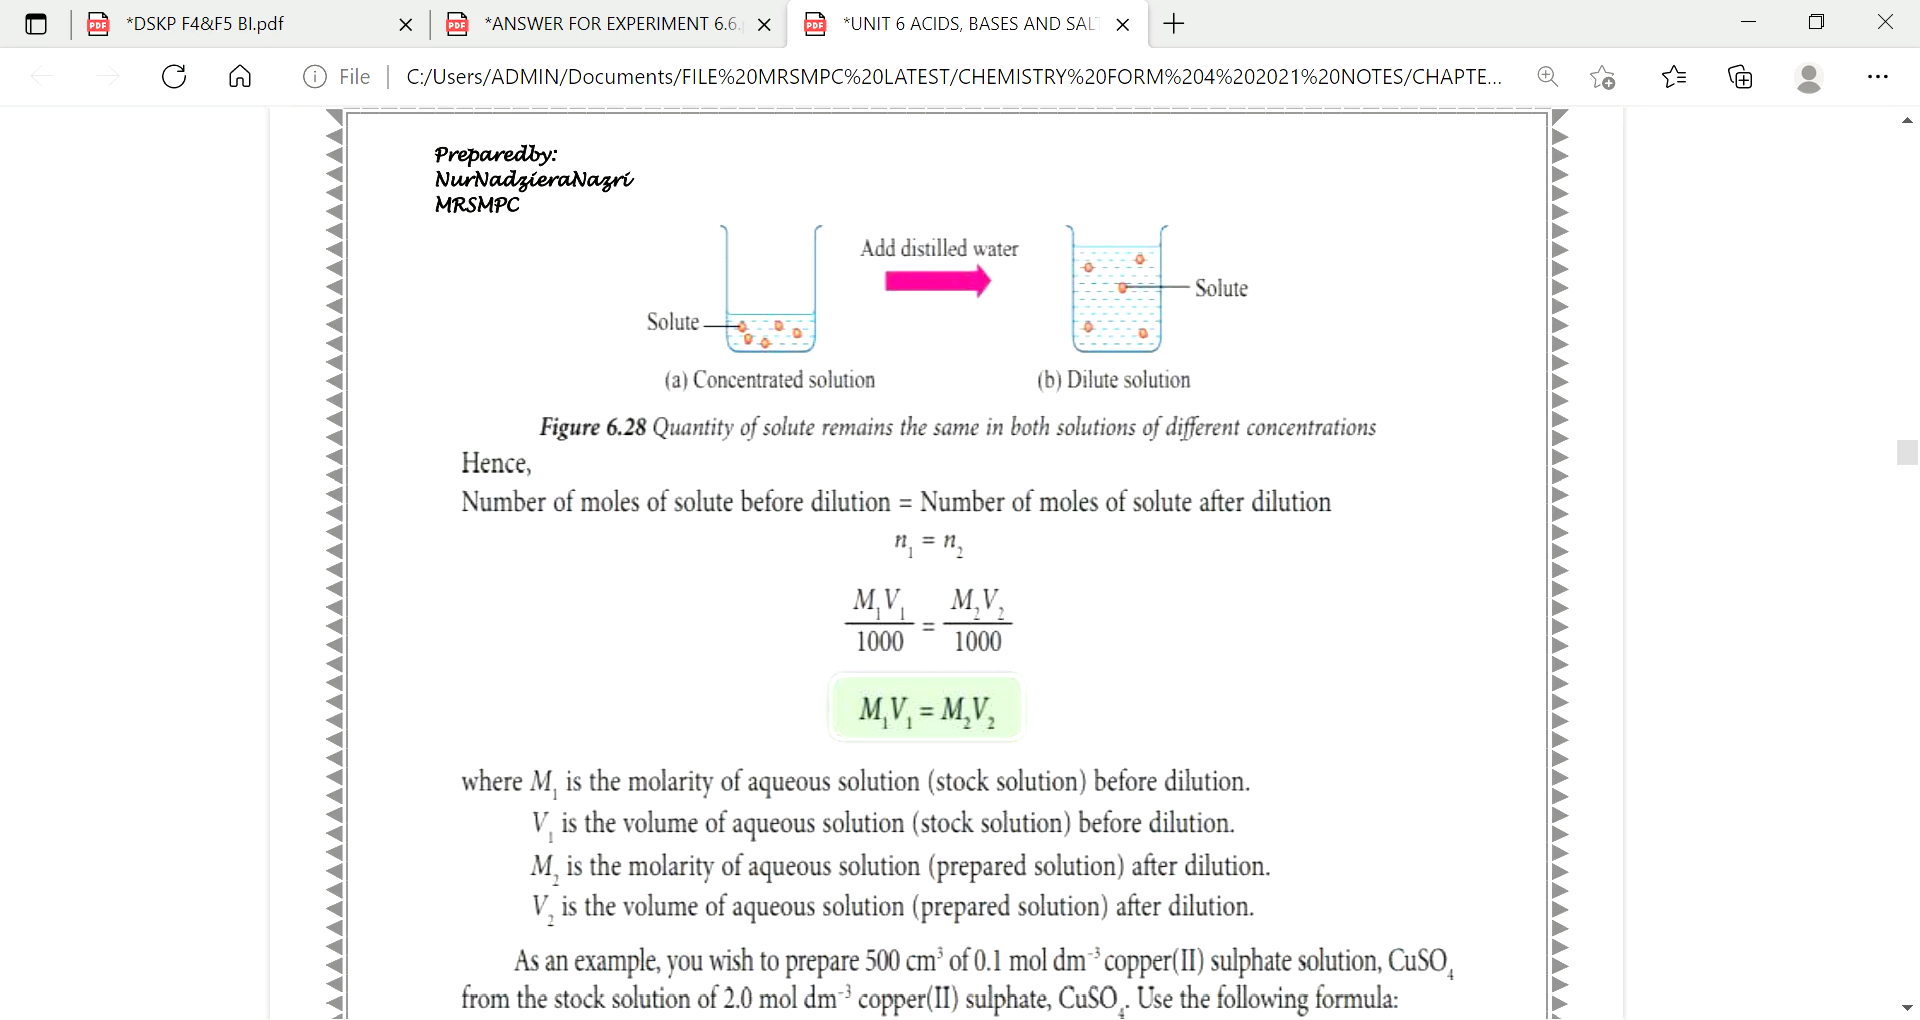 *DSKP F4&F5 BI.pdf
*ANSWER FOR EXPERIMENT 6.6.
*UNIT 6 ACIDS, BASES AND SALT
File
C:/Users/ADMIN/Documents/FILE%20MRSMPC%20LATEST/CHEMISTRY%20FORM%204%202021%20NOTES/CHAPTE...
Preparedby:
NurNadzieraNazri
MRSMPC
Add distilled water
Solute
Solute
(a) Concentrated solution
(b) Dilute solution
Figure 6.28 Quantity of solute remains the same in both solutions of different concentrations
Hence,
Number of moles of solute before dilution = Number of moles of solute after dilution
n₁ = n₂
M₁V₁/1000 = M₂V₂/1000
M₁V₁ = M₂V₂
where M₁ is the molarity of aqueous solution (stock solution) before dilution.
V₁ is the volume of aqueous solution (stock solution) before dilution.
M₂ is the molarity of aqueous solution (prepared solution) after dilution.
V₂ is the volume of aqueous solution (prepared solution) after dilution.
As an example, you wish to prepare 500 cm³ of 0.1 mol dm⁻³ copper(II) sulphate solution, CuSO₄
from the stock solution of 2.0 mol dm⁻³ copper(II) sulphate, CuSO₄. Use the following formula: